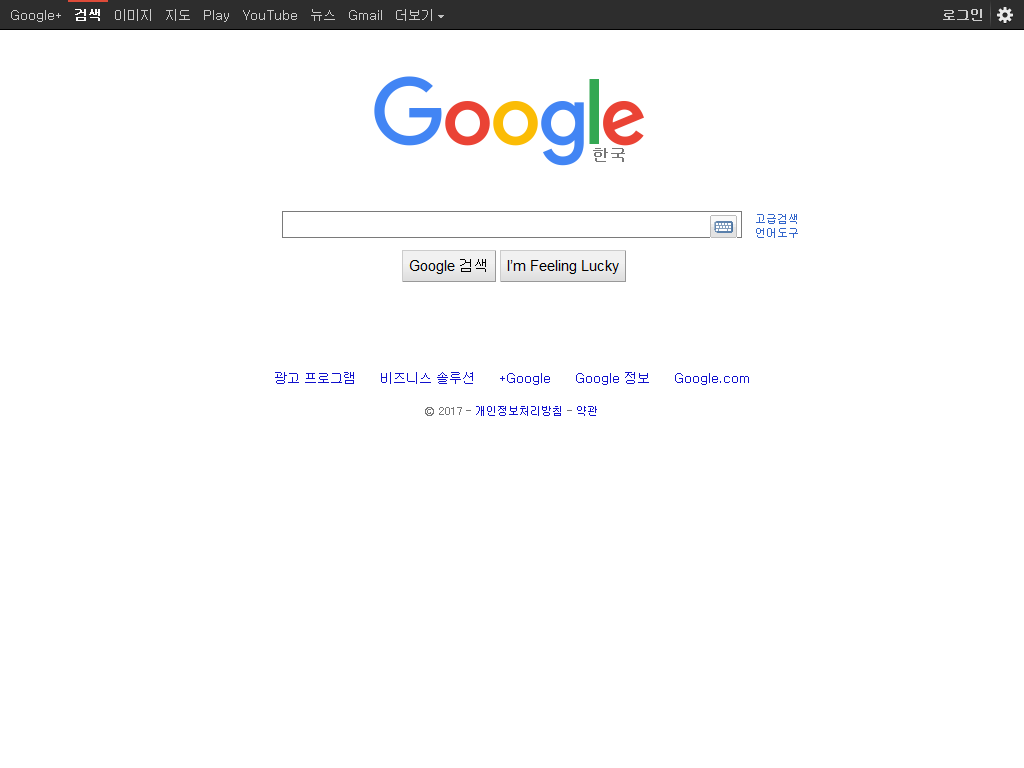 Google+ 검색 이미지 지도 Play YouTube 뉴스 Gmail 더보기 로그인
Google
한국
고급검색
언어도구
Google 검색 I'm Feeling Lucky
광고 프로그램 비즈니스 솔루션 +Google Google 정보 Google.com
© 2017 - 개인정보처리방침 - 약관